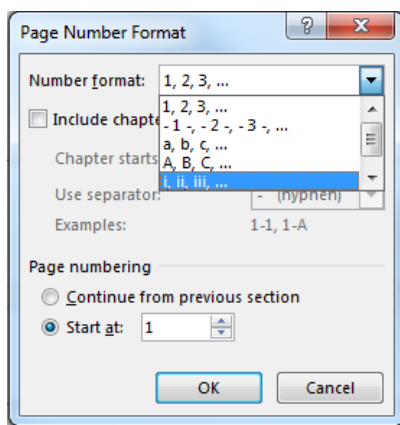 Page Number Format
Number format: 1, 2, 3, ...
1, 2, 3, ...
Include chapte
- 1 -, - 2 -, - 3 -, ...
a, b, c, ...
Chapter starts
A, B, C, ...
i, ii, iii, ...
Use separator: - (hyphen)
Examples: 1-1, 1-A
Page numbering
Continue from previous section
Start at: 1
OK Cancel